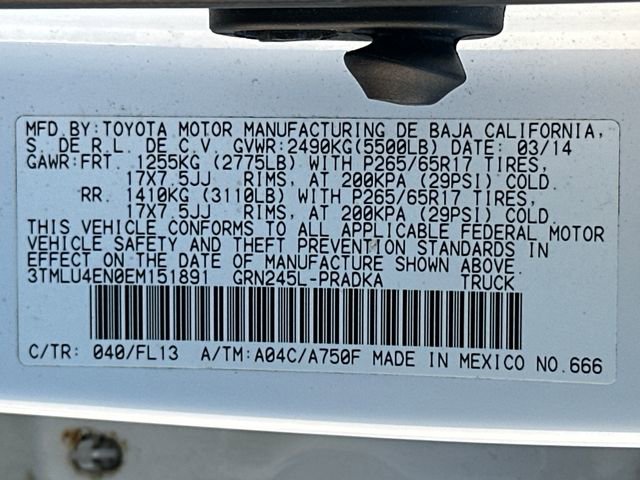 MFD.BY:TOYOTA MOTOR MANUFACTURING DE BAJA CALIFORNIA,
S. DE R.L. DE C.V. GVWR:2490KG(5500LB) DATE: 03/14
GAWR:FRT. 1255KG (2775LB) WITH P265/65R17 TIRES,
17X7.5JJ RIMS, AT 200KPA (29PSI) COLD.
RR. 1410KG (3110LB) WITH P265/65R17 TIRES,
17X7.5JJ RIMS, AT 200KPA (29PSI) COLD.
THIS VEHICLE CONFORMS TO ALL APPLICABLE FEDERAL MOTOR
VEHICLE SAFETY AND THEFT PREVENTION STANDARDS IN
EFFECT ON THE DATE OF MANUFACTURE SHOWN ABOVE.
3TMLU4EN0EM151891 GRN245L-PRADKA TRUCK
C/TR: 040/FL13 A/TM:A04C/A750F MADE IN MEXICO NO.666